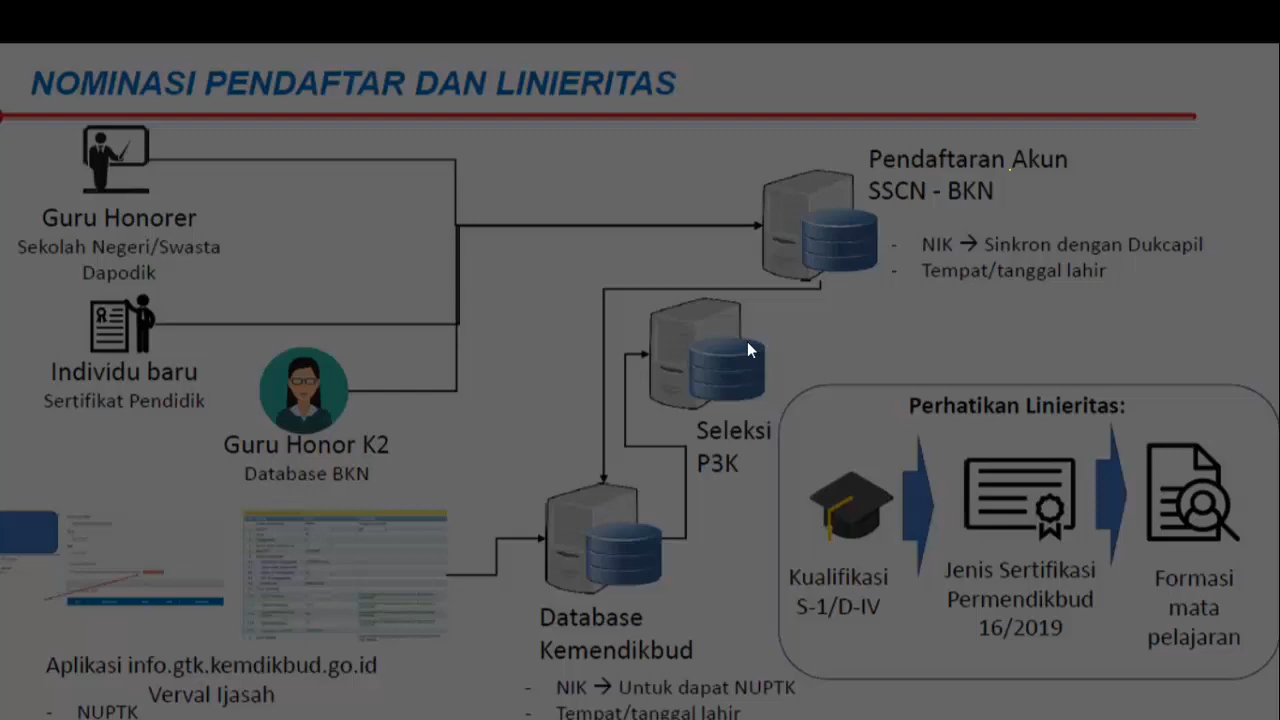 NOMINASI PENDAFTAR DAN LINIERITAS
Guru Honorer
Sekolah Negeri/Swasta
Dapodik
Individu baru
Sertifikat Pendidik
Guru Honor K2
Database BKN
Pendaftaran Akun
SSCN - BKN
- NIK → Sinkron dengan Dukcapil
- Tempat/tanggal lahir
Seleksi
P3K
Perhatikan Linieritas:
Kualifikasi
S-1/D-IV
Jenis Sertifikasi
Permendikbud
16/2019
Formasi
mata
pelajaran
Aplikasi info.gtk.kemdikbud.go.id
Verval Ijasah
- NUPTK
Database
Kemendikbud
- NIK → Untuk dapat NUPTK
- Tempat/tanggal lahir